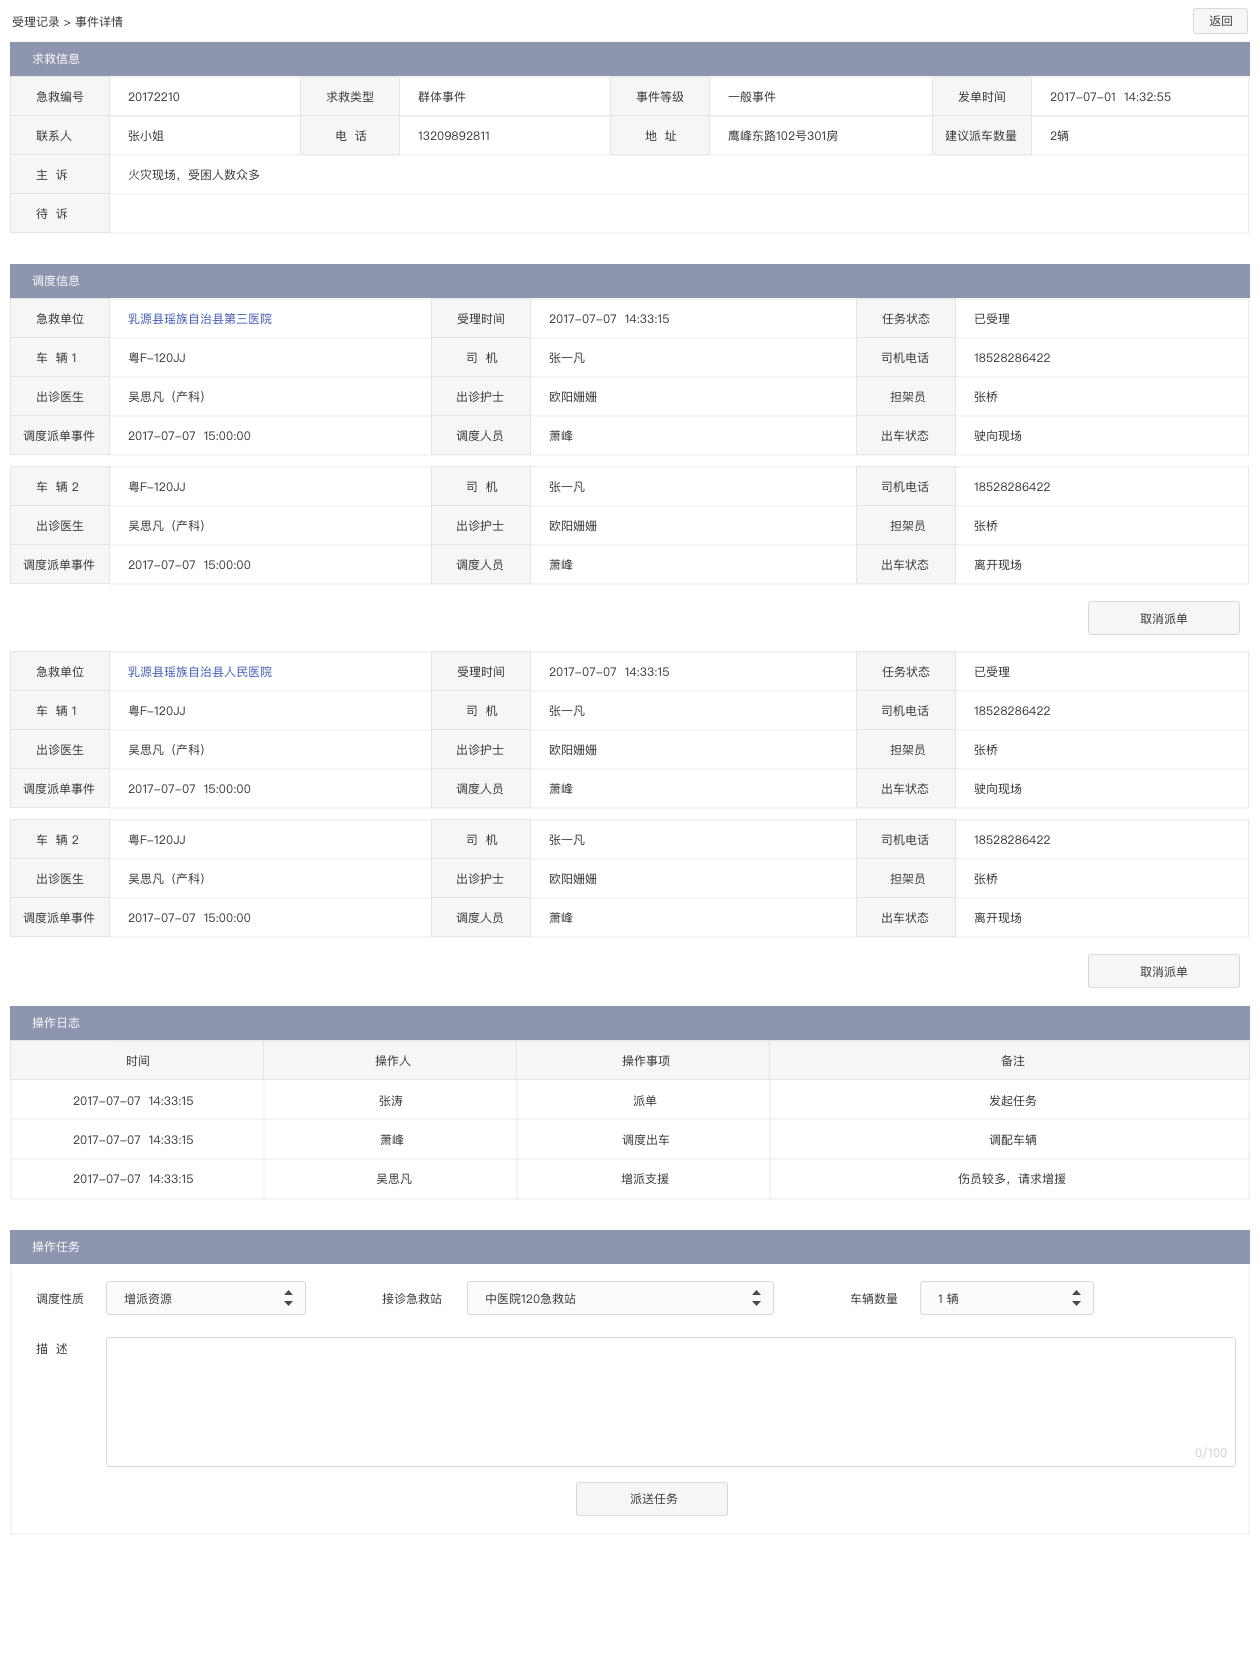 受理记录 > 事件详情 返回
求救信息
急救编号 20172210 求救类型 群体事件 事件等级 一般事件 发单时间 2017-07-01 14:32:55
联系人 张小姐 电 话 13209892811 地 址 鹰峰东路102号301房 建议派车数量 2辆
主 诉 火灾现场，受困人数众多
待 诉
调度信息
急救单位 乳源县瑶族自治县第三医院 受理时间 2017-07-07 14:33:15 任务状态 已受理
车 辆 1 粤F-120JJ 司 机 张一凡 司机电话 18528286422
出诊医生 吴思凡（产科） 出诊护士 欧阳姗姗 担架员 张桥
调度派单事件 2017-07-07 15:00:00 调度人员 萧峰 出车状态 驶向现场
车 辆 2 粤F-120JJ 司 机 张一凡 司机电话 18528286422
出诊医生 吴思凡（产科） 出诊护士 欧阳姗姗 担架员 张桥
调度派单事件 2017-07-07 15:00:00 调度人员 萧峰 出车状态 离开现场
取消派单
急救单位 乳源县瑶族自治县人民医院 受理时间 2017-07-07 14:33:15 任务状态 已受理
车 辆 1 粤F-120JJ 司 机 张一凡 司机电话 18528286422
出诊医生 吴思凡（产科） 出诊护士 欧阳姗姗 担架员 张桥
调度派单事件 2017-07-07 15:00:00 调度人员 萧峰 出车状态 驶向现场
车 辆 2 粤F-120JJ 司 机 张一凡 司机电话 18528286422
出诊医生 吴思凡（产科） 出诊护士 欧阳姗姗 担架员 张桥
调度派单事件 2017-07-07 15:00:00 调度人员 萧峰 出车状态 离开现场
取消派单
操作日志
时间 操作人 操作事项 备注
2017-07-07 14:33:15 张涛 派单 发起任务
2017-07-07 14:33:15 萧峰 调度出车 调配车辆
2017-07-07 14:33:15 吴思凡 增派支援 伤员较多，请求增援
操作任务
调度性质 增派资源 接诊急救站 中医院120急救站 车辆数量 1 辆
描 述
0/100
派送任务